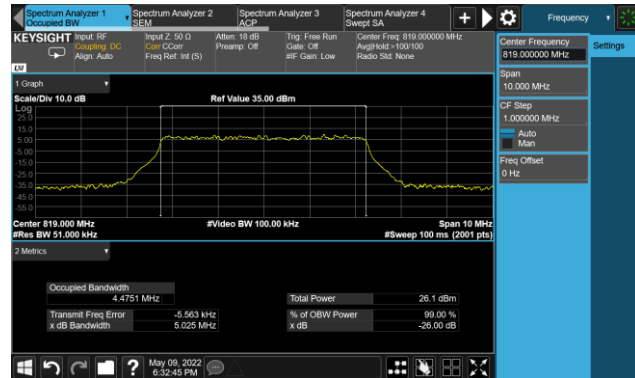 Spectrum Analyzer 1
Occupied BW
Spectrum Analyzer 2
SEM
Spectrum Analyzer 3
ACP
Spectrum Analyzer 4
Swept SA
+
Frequency
KEYSIGHT
Input: RF
Coupling: DC
Align: Auto
Input Z: 50 Ω
Corr CCorr
Freq Ref: Int (S)
Atten: 18 dB
Preamp: Off
Trig: Free Run
Gate: Off
#IF Gain: Low
Center Freq: 819.000000 MHz
Avg|Hold:>100/100
Radio Std: None
LXI
Center Frequency
819.000000 MHz
Settings
Span
10.000 MHz
CF Step
1.000000 MHz
Auto
Man
Freq Offset
0 Hz
1 Graph
Scale/Div 10.0 dB
Ref Value 35.00 dBm
Log
25.0
15.0
5.00
-5.00
-15.0
-25.0
-35.0
-45.0
-55.0
Center 819.000 MHz
#Video BW 100.00 kHz
Span 10 MHz
#Res BW 51.000 kHz
#Sweep 100 ms (2001 pts)
2 Metrics
Occupied Bandwidth
4.4751 MHz
Total Power
26.1 dBm
Transmit Freq Error
-5.563 kHz
% of OBW Power
99.00 %
x dB Bandwidth
5.025 MHz
x dB
-26.00 dB
?
May 09, 2022
6:32:45 PM